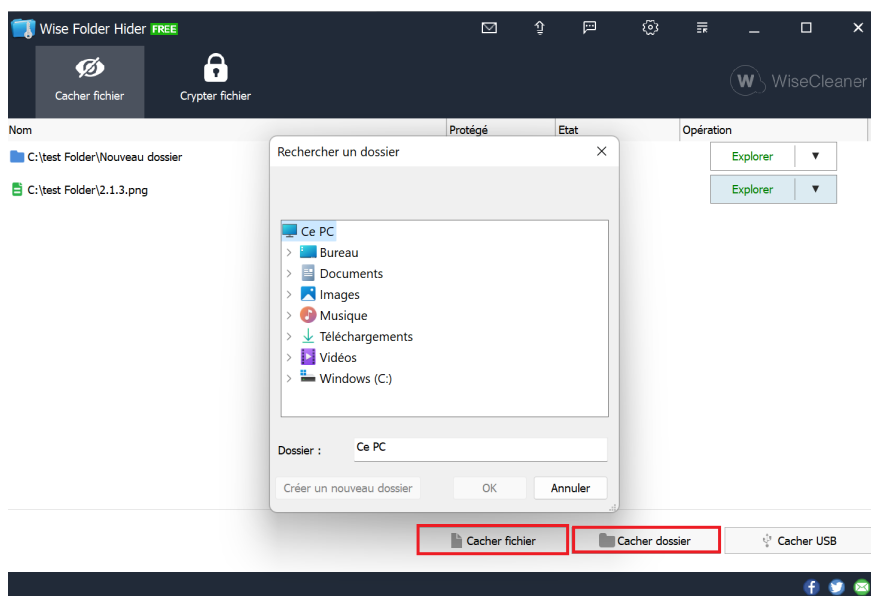 Wise Folder Hider FREE
Cacher fichier
Crypter fichier
W WiseCleaner
Nom
Protégé
Etat
Opération
C:\test Folder\Nouveau dossier
Explorer
C:\test Folder\2.1.3.png
Explorer
Rechercher un dossier
Ce PC
Bureau
Documents
Images
Musique
Téléchargements
Vidéos
Windows (C:)
Dossier :
Ce PC
Créer un nouveau dossier
OK
Annuler
Cacher fichier
Cacher dossier
Cacher USB